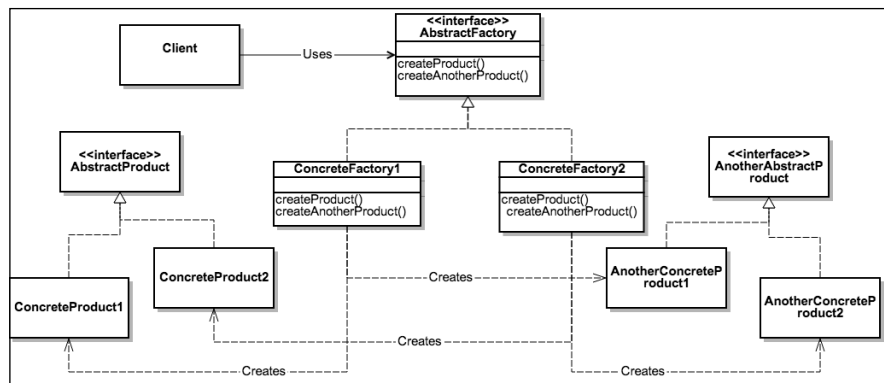 <<interface>>
AbstractFactory
Client
Uses
createProduct()
createAnotherProduct()
<<interface>>
AbstractProduct
ConcreteFactory1
createProduct()
createAnotherProduct()
ConcreteFactory2
createProduct()
createAnotherProduct()
<<interface>>
AnotherAbstractP
roduct
ConcreteProduct1
ConcreteProduct2
Creates
AnotherConcreteP
roduct1
AnotherConcreteP
roduct2
Creates
Creates
Creates